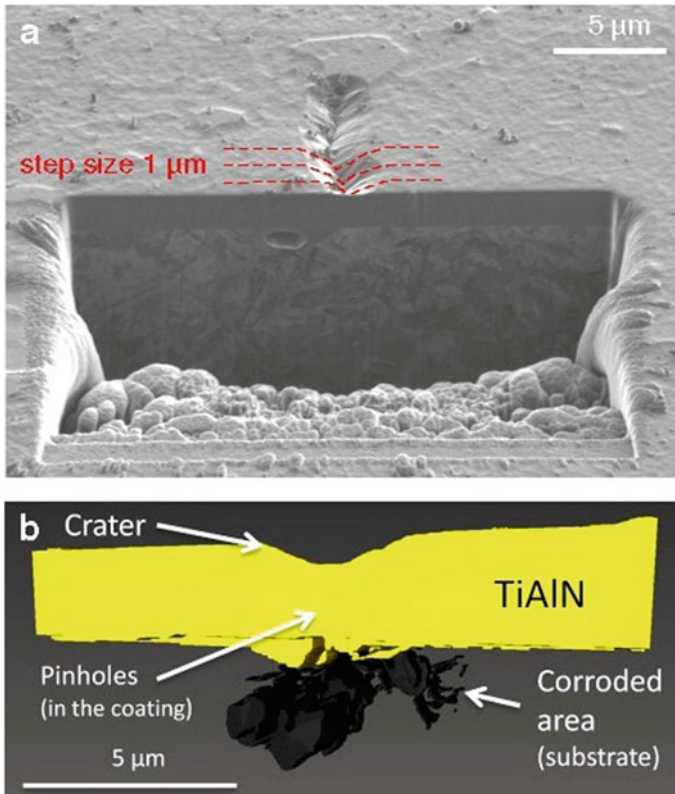 a
5 µm
step size 1 µm
b
Crater
TiAlN
Pinholes
(in the coating)
Corroded
area
(substrate)
5 µm